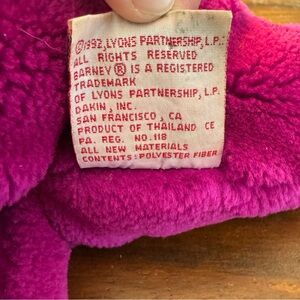 ©1992, LYONS PARTNERSHIP, L.P.
ALL RIGHTS RESERVED
BARNEY ® IS A REGISTERED
TRADEMARK
OF LYONS PARTNERSHIP, L.P.
DAKIN, INC.
SAN FRANCISCO, CA
PRODUCT OF THAILAND CE
PA. REG. NO. 118
ALL NEW MATERIALS
CONTENTS: POLYESTER FIBER